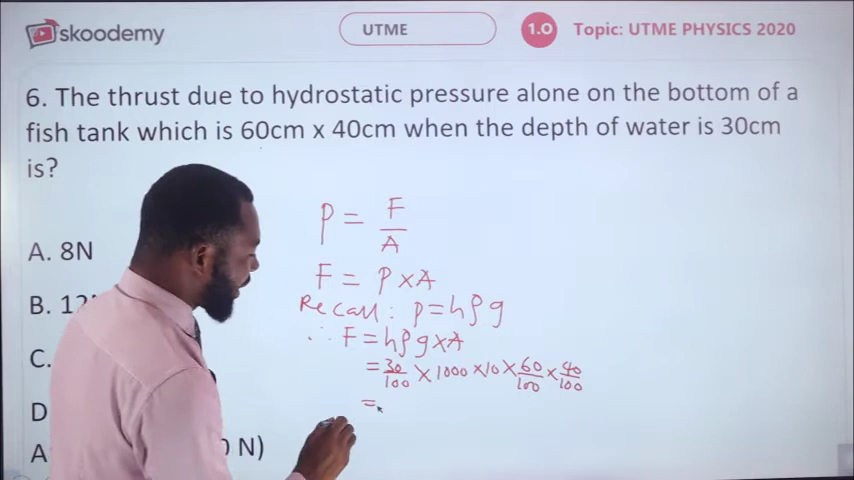 skoodemy
UTME
1.0
Topic: UTME PHYSICS 2020
6. The thrust due to hydrostatic pressure alone on the bottom of a
fish tank which is 60cm x 40cm when the depth of water is 30cm
is?
A. 8N
B.
C.
D
A N)
P = F/A
F = P×A
Recall: P=hρg
∴ F=hρg×A
= 30/100 × 1000 ×10 × 60/100 × 40/100
=